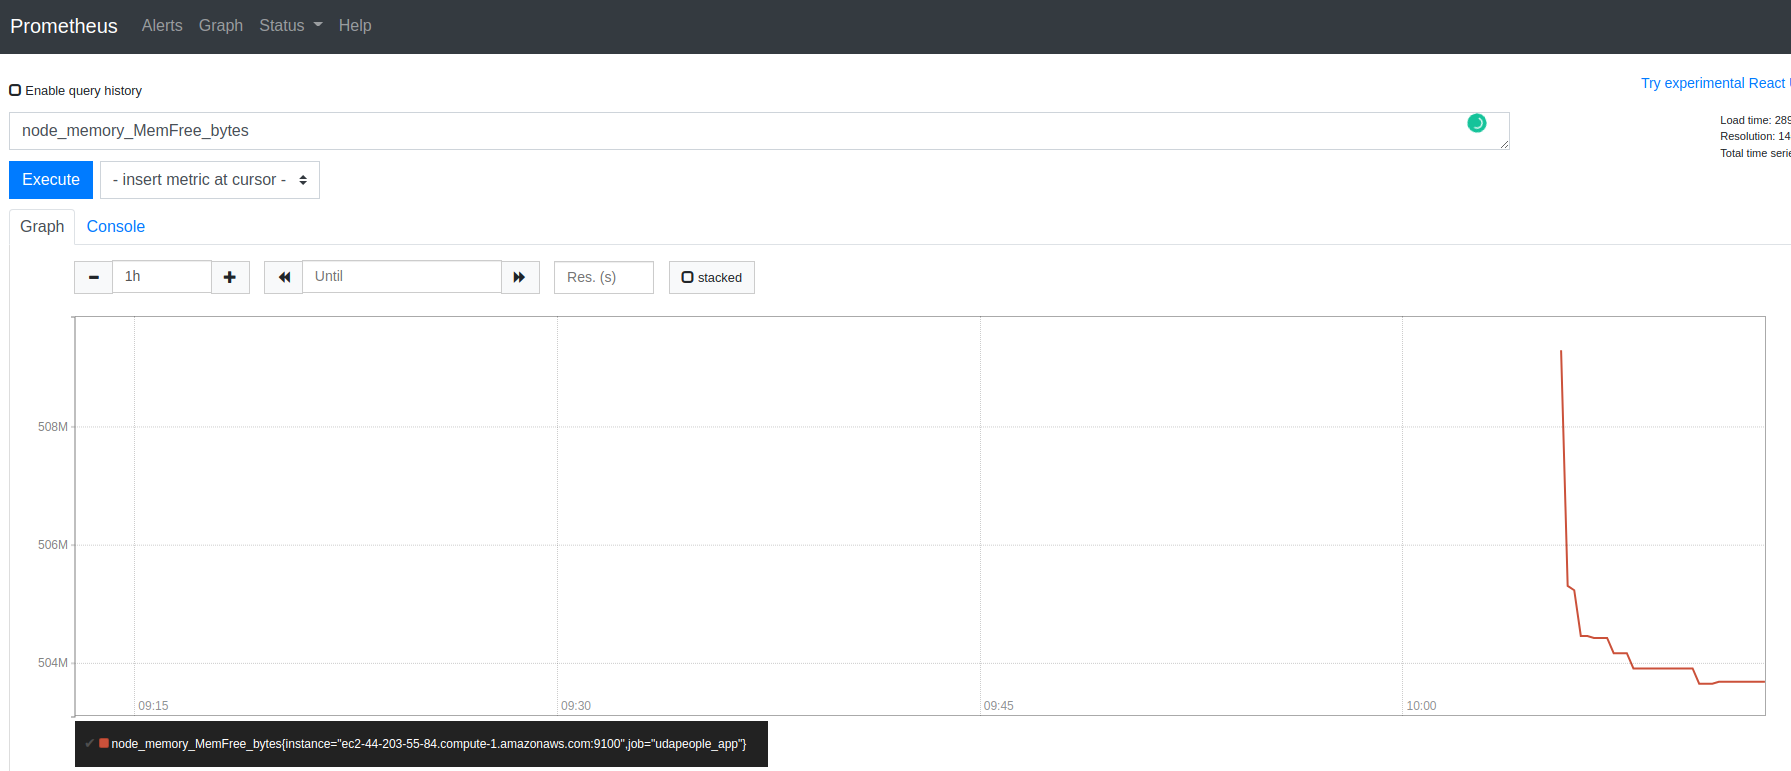 Prometheus Alerts Graph Status Help
Enable query history
Try experimental React
node_memory_MemFree_bytes
Load time: 289
Resolution: 14
Total time serie
Execute - insert metric at cursor -
Graph Console
1h Until Res. (s) stacked
508M
506M
504M
09:15 09:30 09:45 10:00
node_memory_MemFree_bytes{instance="ec2-44-203-55-84.compute-1.amazonaws.com:9100",job="udapeople_app"}